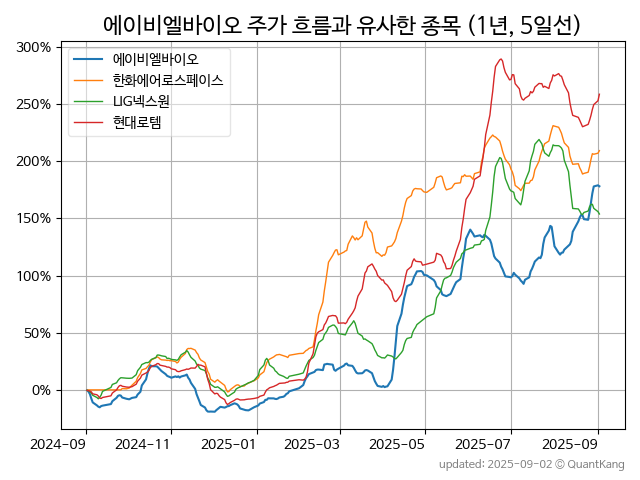 에이비엘바이오 주가 흐름과 유사한 종목 (1년, 5일선)
에이비엘바이오
한화에어로스페이스
LIG넥스원
현대로템
300%
250%
200%
150%
100%
50%
0%
2024-09 2024-11 2025-01 2025-03 2025-05 2025-07 2025-09
updated: 2025-09-02 © QuantKang